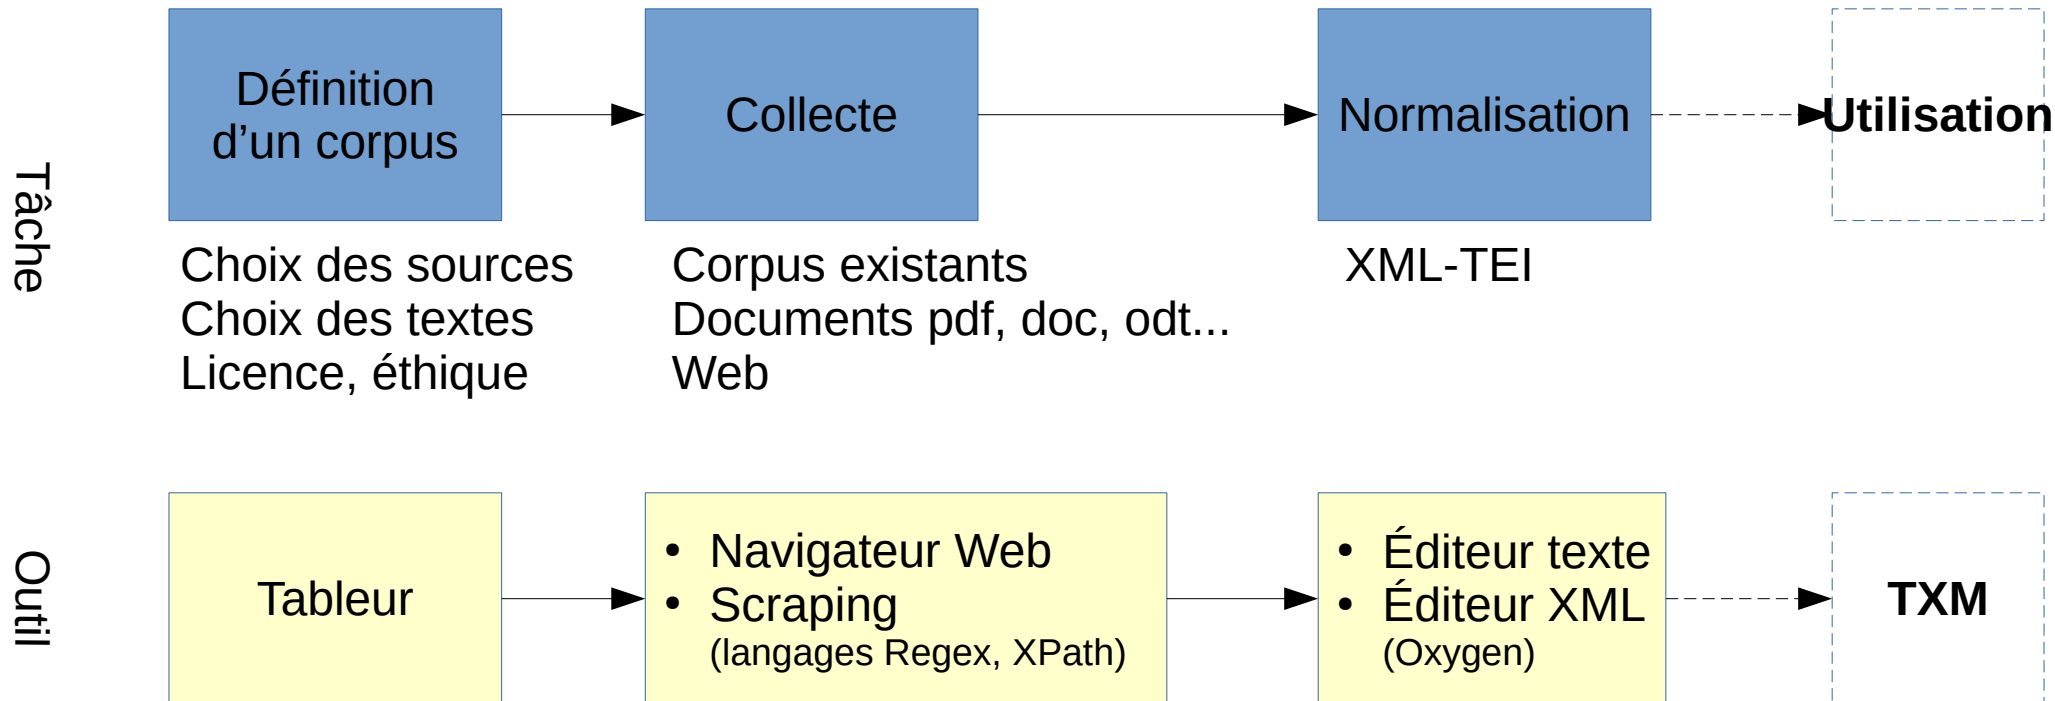 Tâche
Définition
d’un corpus
Collecte
Normalisation
Utilisation
Choix des sources
Choix des textes
Licence, éthique
Corpus existants
Documents pdf, doc, odt...
Web
XML-TEI
Outil
Tableur
• Navigateur Web
• Scraping
(langages Regex, XPath)
• Éditeur texte
• Éditeur XML
(Oxygen)
TXM